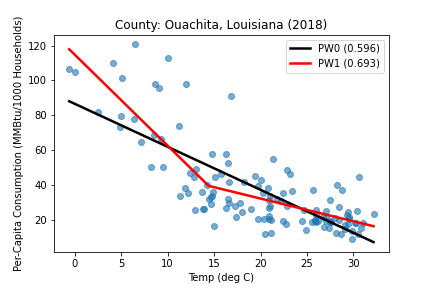 County: Ouachita, Louisiana (2018)
Per-Capita Consumption (MMBtu/1000 Households)
120
100
80
60
40
20
PW0 (0.596)
PW1 (0.693)
0 5 10 15 20 25 30
Temp (deg C)